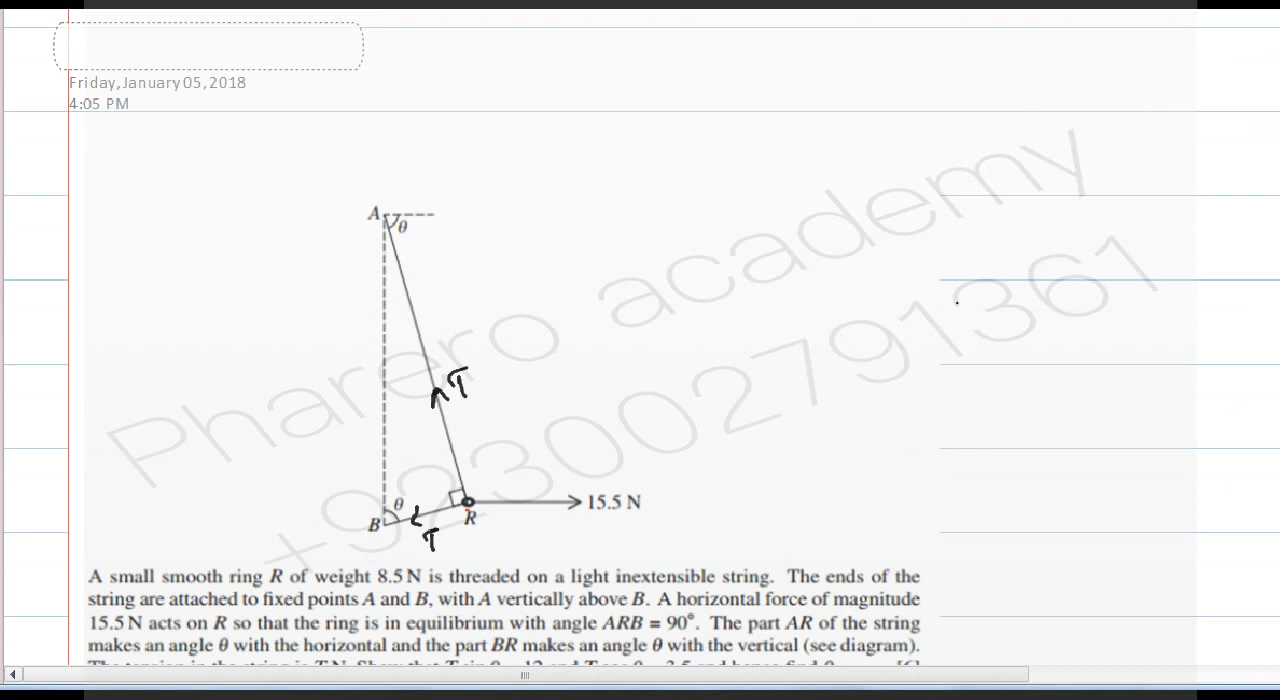 Friday, January 05, 2018
4:05 PM
Pharero academy
+923002791361
A
θ
T
θ
15.5 N
B
R
T
A small smooth ring R of weight 8.5 N is threaded on a light inextensible string. The ends of the
string are attached to fixed points A and B, with A vertically above B. A horizontal force of magnitude
15.5 N acts on R so that the ring is in equilibrium with angle ARB = 90°. The part AR of the string
makes an angle θ with the horizontal and the part BR makes an angle θ with the vertical (see diagram).